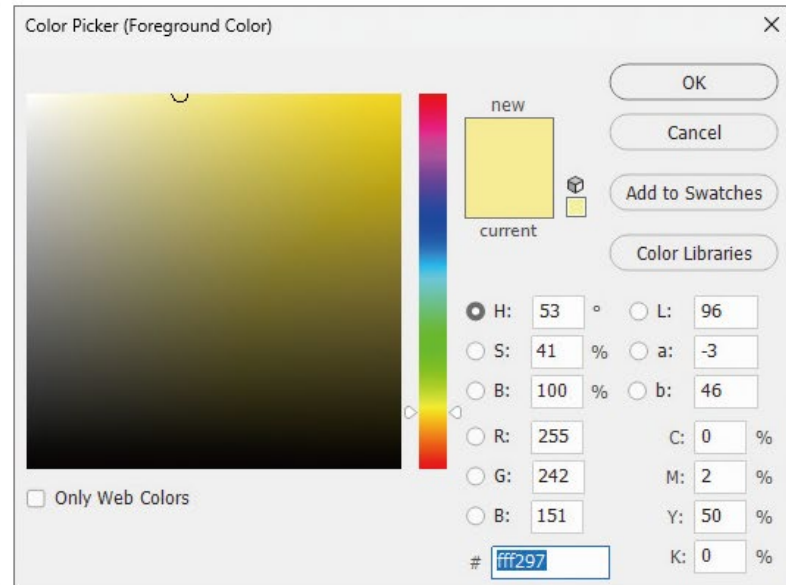 Color Picker (Foreground Color)
new
current
OK
Cancel
Add to Swatches
Color Libraries
H: 53 ° L: 96
S: 41 % a: -3
B: 100 % b: 46
R: 255 C: 0 %
G: 242 M: 2 %
B: 151 Y: 50 %
# fff297 K: 0 %
Only Web Colors